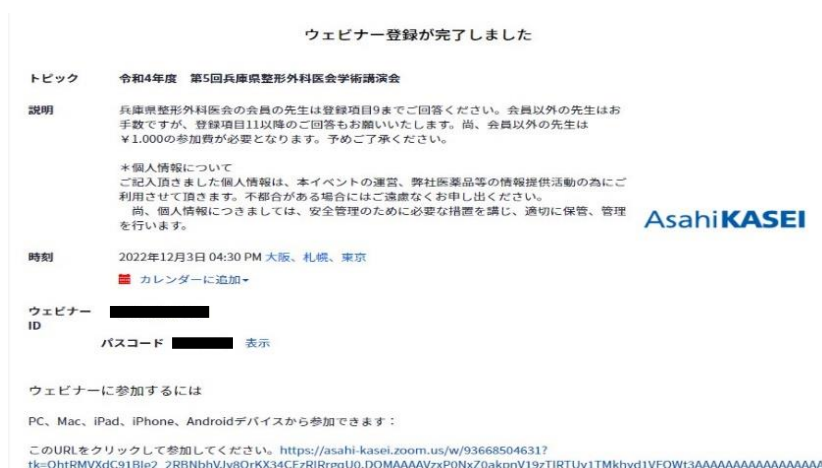 ウェビナー登録が完了しました
トピック 令和4年度 第5回兵庫県整形外科医会学術講演会
説明 兵庫県整形外科医会の会員の先生は登録項目9までご回答ください。会員以外の先生はお
手数ですが、登録項目11以降のご回答もお願いいたします。尚、会員以外の先生は
￥1.000の参加費が必要となります。予めご了承ください。
＊個人情報について
ご記入頂きました個人情報は、本イベントの運営、弊社医薬品等の情報提供活動の為にご
利用させて頂きます。不都合がある場合にはご遠慮なくお申し出ください。
尚、個人情報につきましては、安全管理のために必要な措置を講じ、適切に保管、管理
を行います。
AsahiKASEI
時刻 2022年12月3日 04:30 PM 大阪、札幌、東京
カレンダーに追加
ウェビナー
ID
パスコード 表示
ウェビナーに参加するには
PC、Mac、iPad、iPhone、Androidデバイスから参加できます：
このURLをクリックして参加してください。https://asahi-kasei.zoom.us/w/93668504631?